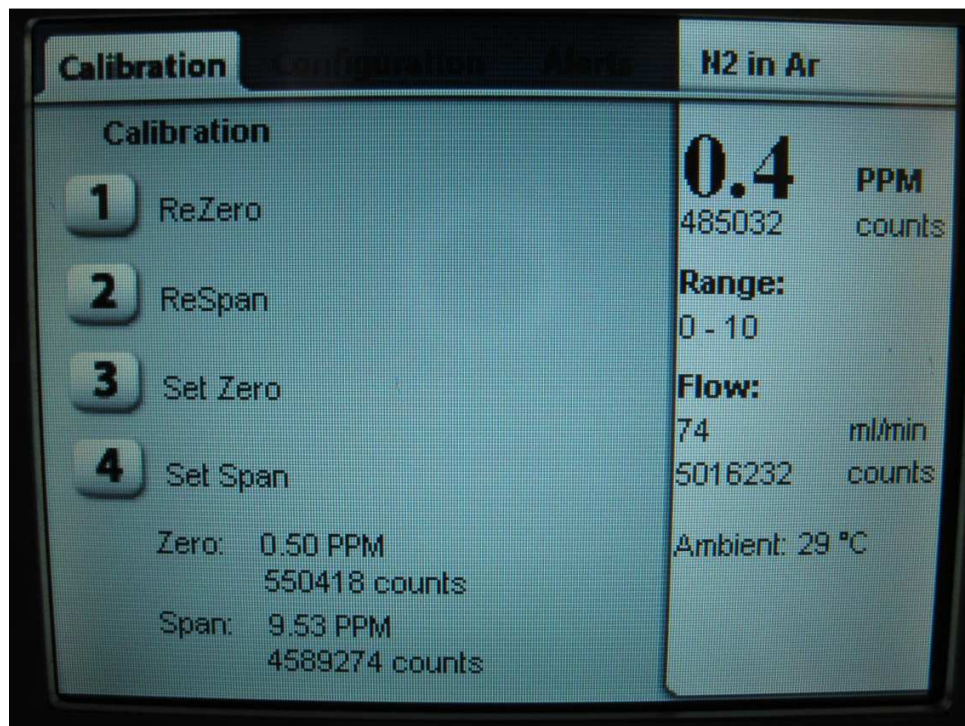 Calibration Configuration Alerts N2 in Ar
Calibration
1 ReZero
2 ReSpan
3 Set Zero
4 Set Span
Zero: 0.50 PPM
550418 counts
Span: 9.53 PPM
4589274 counts
0.4 PPM
485032 counts
Range:
0 - 10
Flow:
74 ml/min
5016232 counts
Ambient: 29 °C